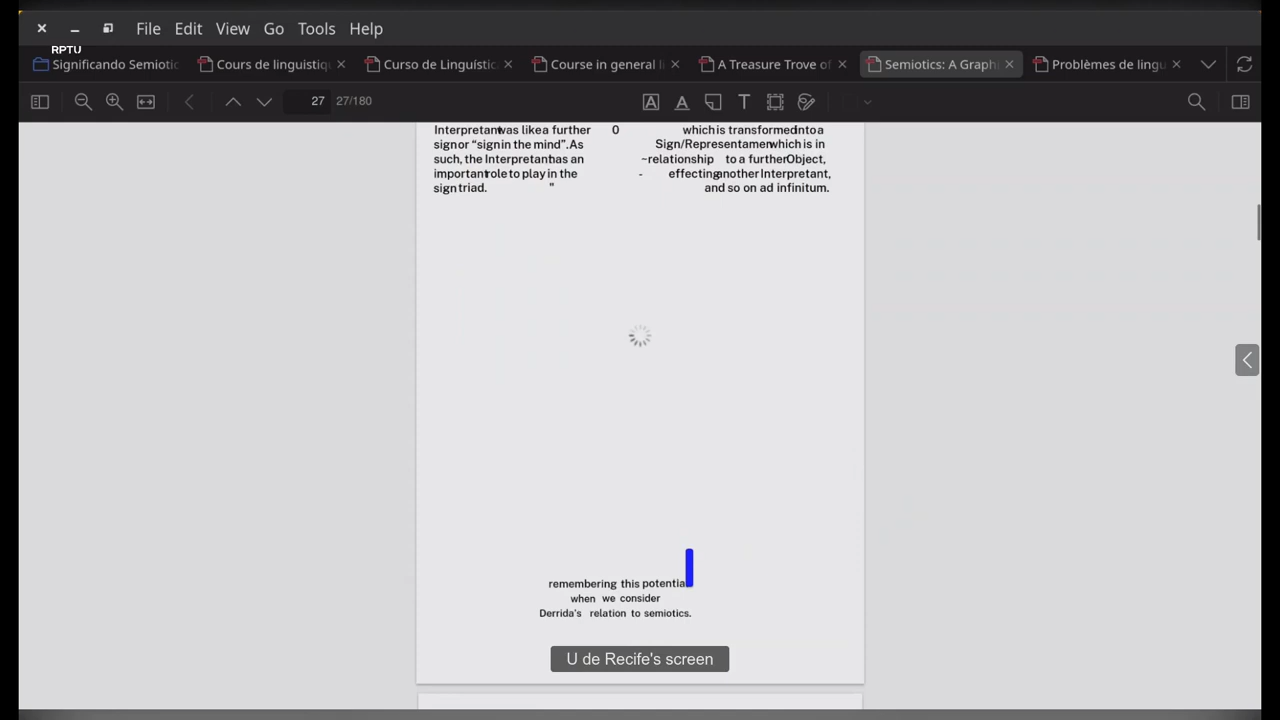 File Edit View Go Tools Help
RPTU
Significando Semiotic
Cours de linguistiqu
Curso de Linguístic
Course in general li
A Treasure Trove of
Semiotics: A Graphi
Problèmes de lingu
27 27/180
Interpretant was like a further
sign or “sign in the mind”. As
such, the Interpretant has an
important role to play in the
sign triad. "
0 which is transformed into a
Sign/Representamen which is in
~relationship to a further Object,
- effecting another Interpretant,
and so on ad infinitum.
remembering this potential
when we consider
Derrida's relation to semiotics.
U de Recife's screen